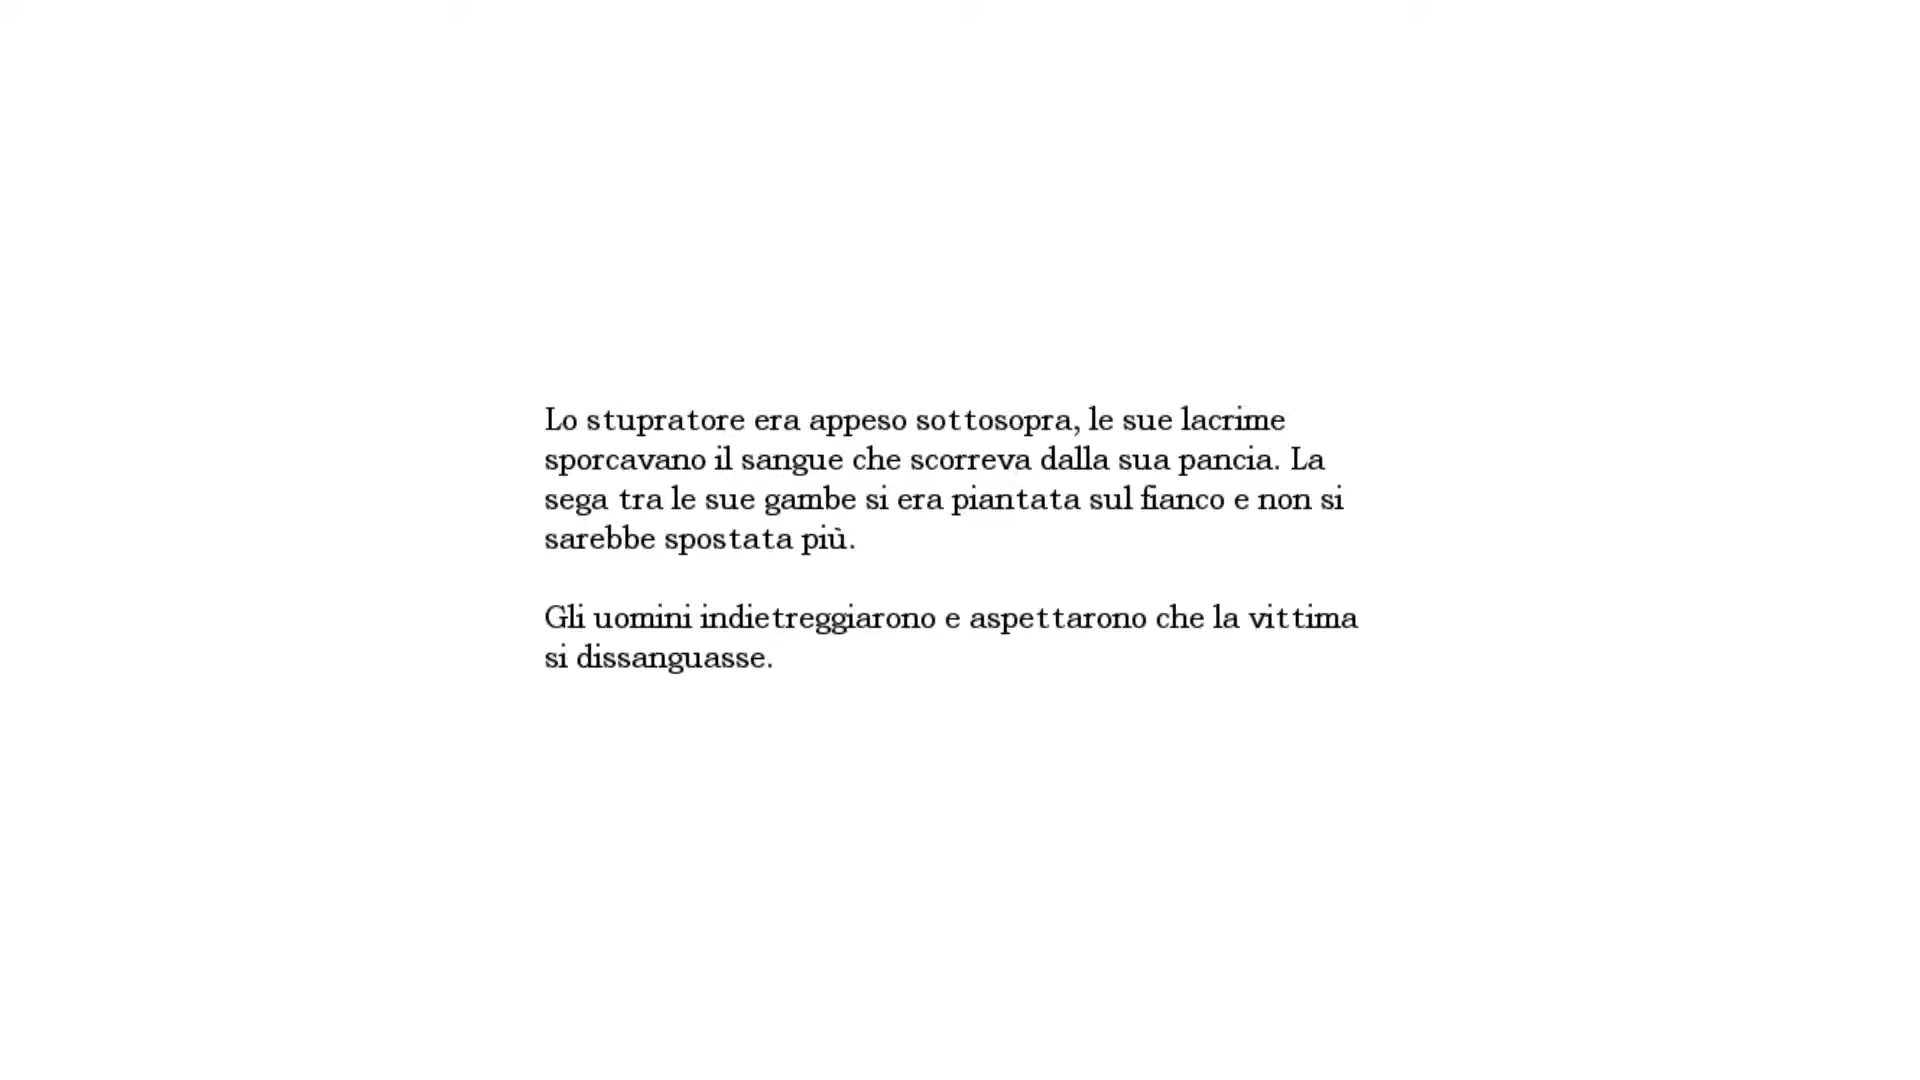 Lo stupratore era appeso sottosopra, le sue lacrime
sporcavano il sangue che scorreva dalla sua pancia. La
sega tra le sue gambe si era piantata sul fianco e non si
sarebbe spostata più.
Gli uomini indietreggiarono e aspettarono che la vittima
si dissanguasse.